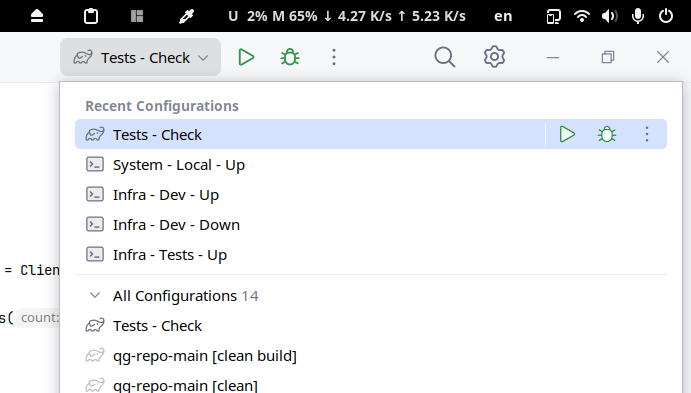 U 2% M 65% ↓ 4.27 K/s ↑ 5.23 K/s en
Tests - Check
Recent Configurations
Tests - Check
System - Local - Up
Infra - Dev - Up
Infra - Dev - Down
Infra - Tests - Up
= Clien
All Configurations 14
Tests - Check
s( count:
qg-repo-main [clean build]
qg-repo-main [clean]